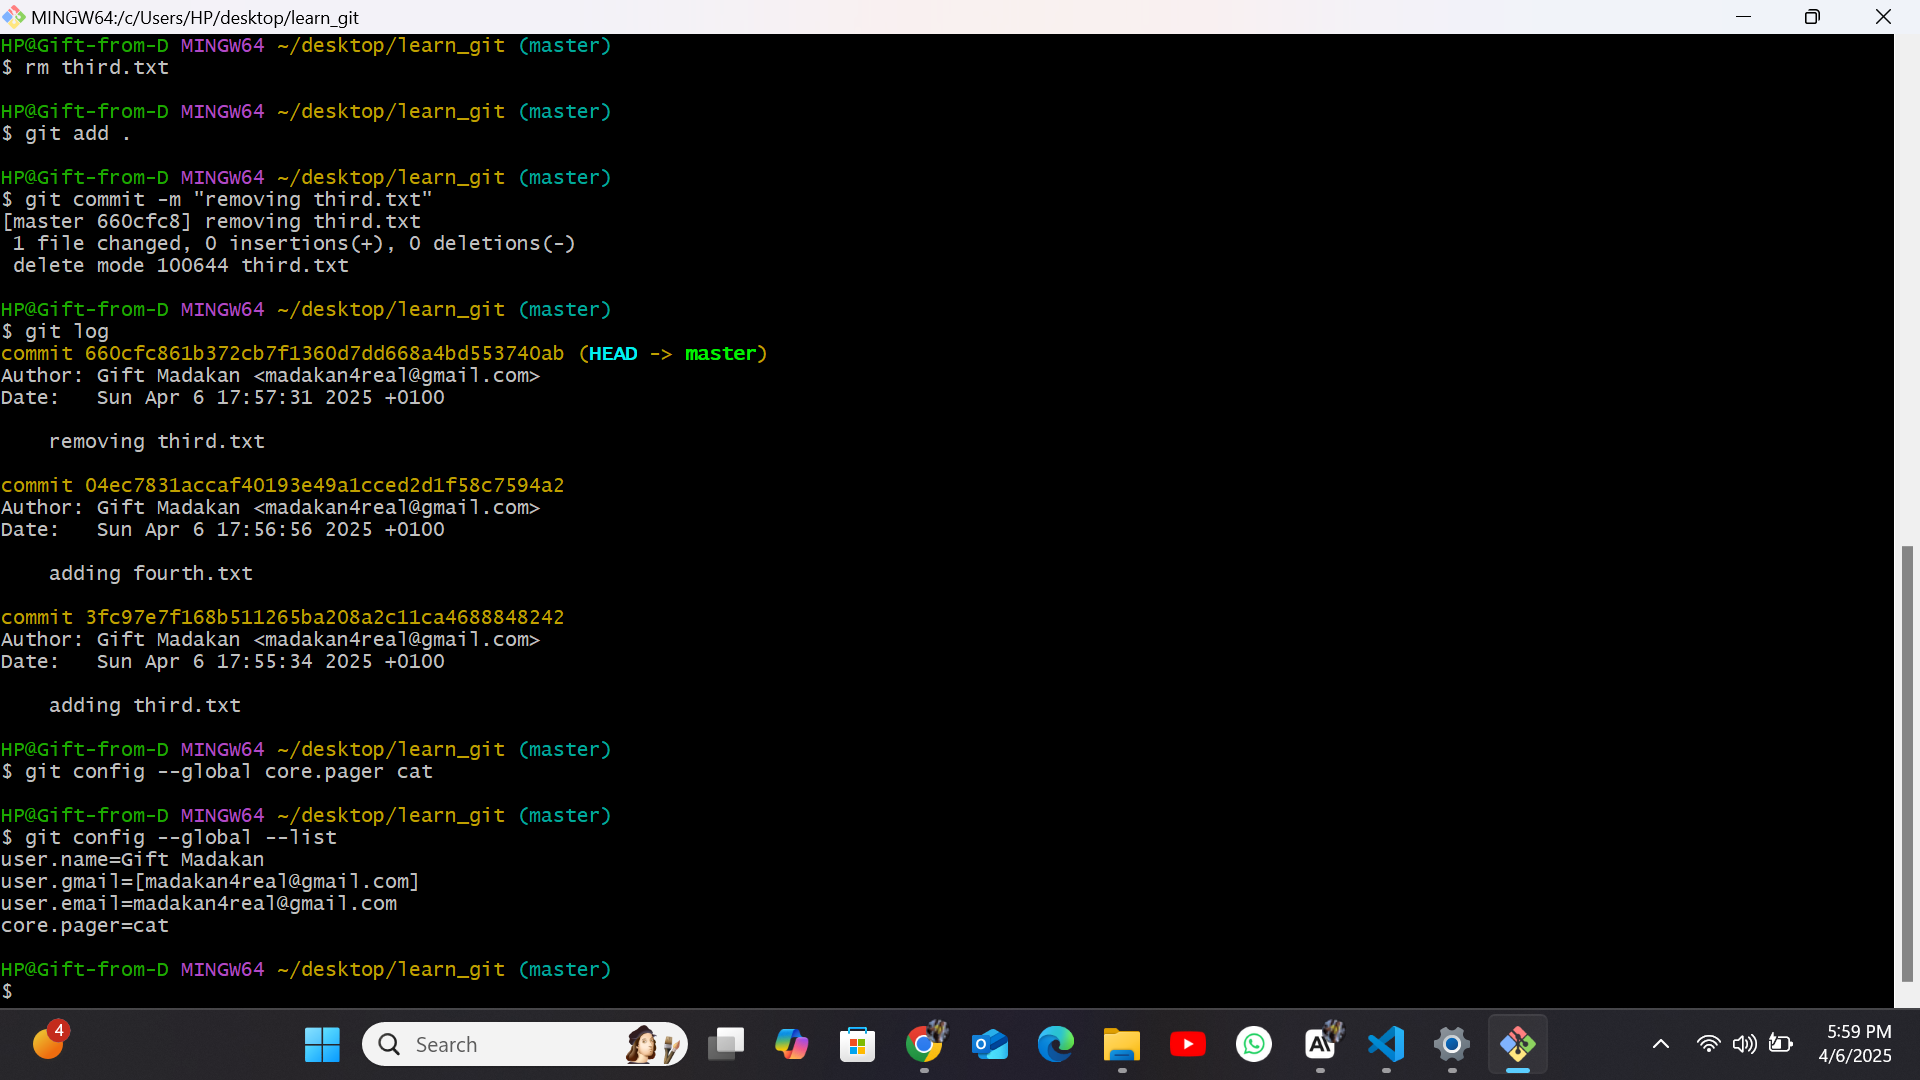 MINGW64:/c/Users/HP/desktop/learn_git
HP@Gift-from-D MINGW64 ~/desktop/learn_git (master)
$ rm third.txt
HP@Gift-from-D MINGW64 ~/desktop/learn_git (master)
$ git add .
HP@Gift-from-D MINGW64 ~/desktop/learn_git (master)
$ git commit -m "removing third.txt"
[master 660cfc8] removing third.txt
 1 file changed, 0 insertions(+), 0 deletions(-)
 delete mode 100644 third.txt
HP@Gift-from-D MINGW64 ~/desktop/learn_git (master)
$ git log
commit 660cfc861b372cb7f1360d7dd668a4bd553740ab (HEAD -> master)
Author: Gift Madakan <madakan4real@gmail.com>
Date:   Sun Apr 6 17:57:31 2025 +0100
    removing third.txt
commit 04ec7831accaf40193e49a1cced2d1f58c7594a2
Author: Gift Madakan <madakan4real@gmail.com>
Date:   Sun Apr 6 17:56:56 2025 +0100
    adding fourth.txt
commit 3fc97e7f168b511265ba208a2c11ca4688848242
Author: Gift Madakan <madakan4real@gmail.com>
Date:   Sun Apr 6 17:55:34 2025 +0100
    adding third.txt
HP@Gift-from-D MINGW64 ~/desktop/learn_git (master)
$ git config --global core.pager cat
HP@Gift-from-D MINGW64 ~/desktop/learn_git (master)
$ git config --global --list
user.name=Gift Madakan
user.gmail=[madakan4real@gmail.com]
user.email=madakan4real@gmail.com
core.pager=cat
HP@Gift-from-D MINGW64 ~/desktop/learn_git (master)
$
4
Search
5:59 PM
4/6/2025